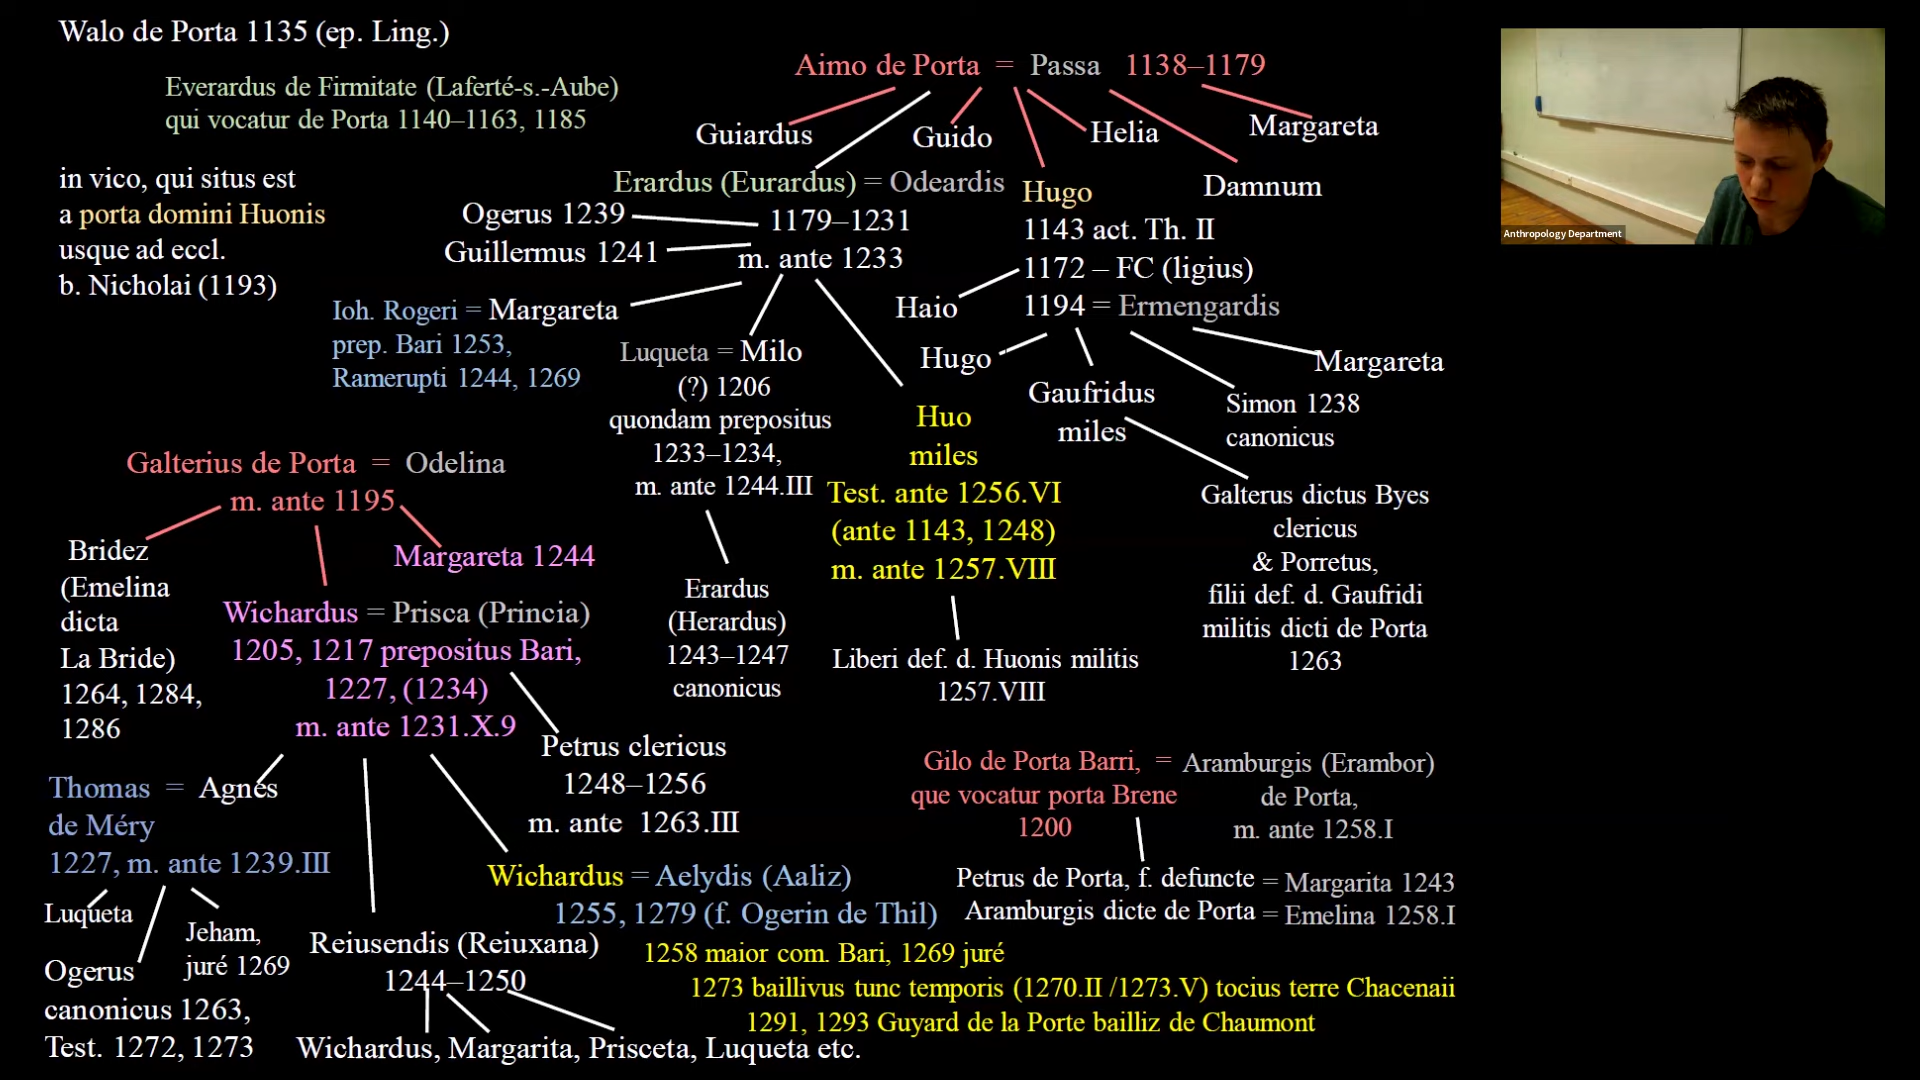 Walo de Porta 1135 (ep. Ling.)
Everardus de Firmitate (Laferté-s.-Aube)
qui vocatur de Porta 1140–1163, 1185
in vico, qui situs est
a porta domini Huonis
usque ad eccl.
b. Nicholai (1193)
Aimo de Porta = Passa 1138–1179
Guiardus
Guido
Helia
Margareta
Damnum
Erardus (Eurardus) = Odeardis
1179–1231
m. ante 1233
Ogerus 1239
Guillermus 1241
Ioh. Rogeri = Margareta
prep. Bari 1253,
Ramerupti 1244, 1269
Luqueta = Milo
(?) 1206
quondam prepositus
1233–1234,
m. ante 1244.III
Erardus
(Herardus)
1243–1247
canonicus
Huo
miles
Test. ante 1256.VI
(ante 1143, 1248)
m. ante 1257.VIII
Liberi def. d. Huonis militis
1257.VIII
Hugo
1143 act. Th. II
1172 – FC (ligius)
1194 = Ermengardis
Haio
Hugo
Gaufridus
miles
Simon 1238
canonicus
Margareta
Galterus dictus Byes
clericus
& Porretus,
filii def. d. Gaufridi
militis dicti de Porta
1263
Galterius de Porta = Odelina
m. ante 1195
Bridez
(Emelina
dicta
La Bride)
1264, 1284,
1286
Margareta 1244
Wichardus = Prisca (Princia)
1205, 1217 prepositus Bari,
1227, (1234)
m. ante 1231.X.9
Petrus clericus
1248–1256
m. ante 1263.III
Thomas = Agnes
de Méry
1227, m. ante 1239.III
Luqueta
Ogerus
canonicus 1263,
Test. 1272, 1273
Jeham,
juré 1269
Reiusendis (Reiuxana)
1244–1250
Wichardus, Margarita, Prisceta, Luqueta etc.
Wichardus = Aelydis (Aaliz)
1255, 1279 (f. Ogerin de Thil)
1258 maior com. Bari, 1269 juré
1273 baillivus tunc temporis (1270.II /1273.V) tocius terre Chacenaii
1291, 1293 Guyard de la Porte bailliz de Chaumont
Gilo de Porta Barri, = Aramburgis (Erambor)
que vocatur porta Brene
1200
de Porta,
m. ante 1258.I
Petrus de Porta, f. defuncte = Margarita 1243
Aramburgis dicte de Porta = Emelina 1258.I
Anthropology Department